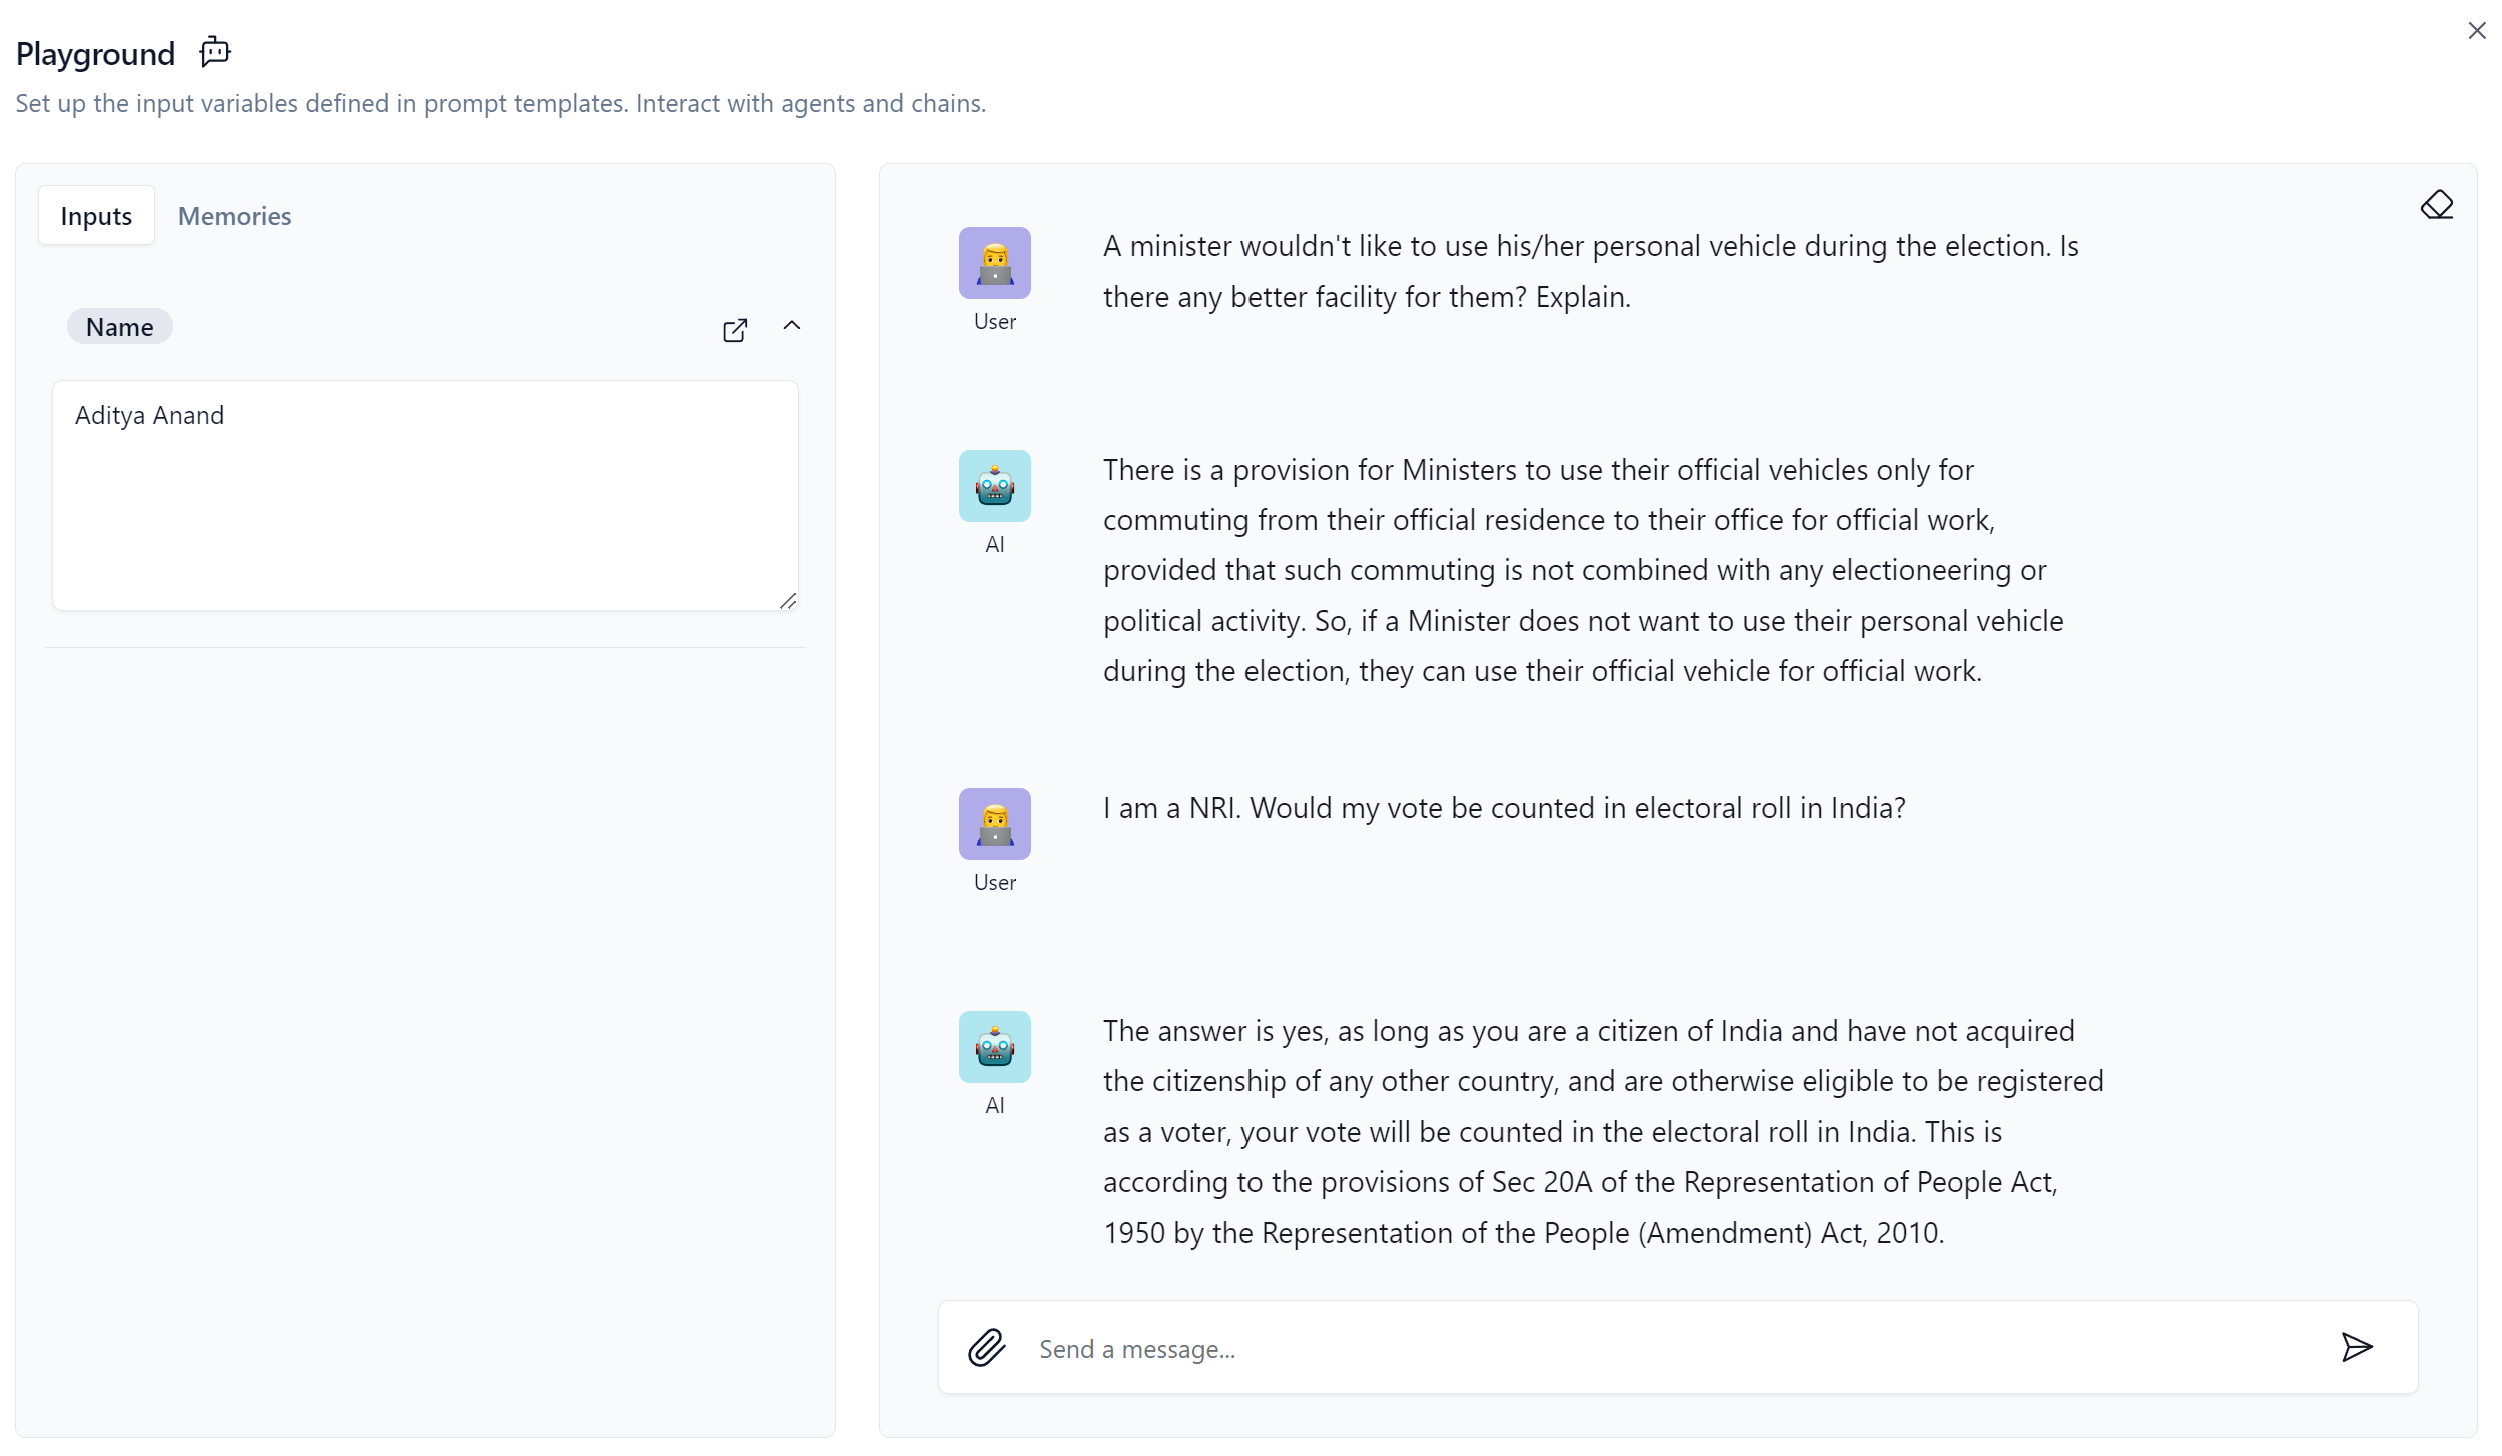 Playground
Set up the input variables defined in prompt templates. Interact with agents and chains.
Inputs
Memories
Name
Aditya Anand
A minister wouldn't like to use his/her personal vehicle during the election. Is
there any better facility for them? Explain.
User
There is a provision for Ministers to use their official vehicles only for
commuting from their official residence to their office for official work,
provided that such commuting is not combined with any electioneering or
political activity. So, if a Minister does not want to use their personal vehicle
during the election, they can use their official vehicle for official work.
AI
I am a NRI. Would my vote be counted in electoral roll in India?
User
The answer is yes, as long as you are a citizen of India and have not acquired
the citizenship of any other country, and are otherwise eligible to be registered
as a voter, your vote will be counted in the electoral roll in India. This is
according to the provisions of Sec 20A of the Representation of People Act,
1950 by the Representation of the People (Amendment) Act, 2010.
AI
Send a message...